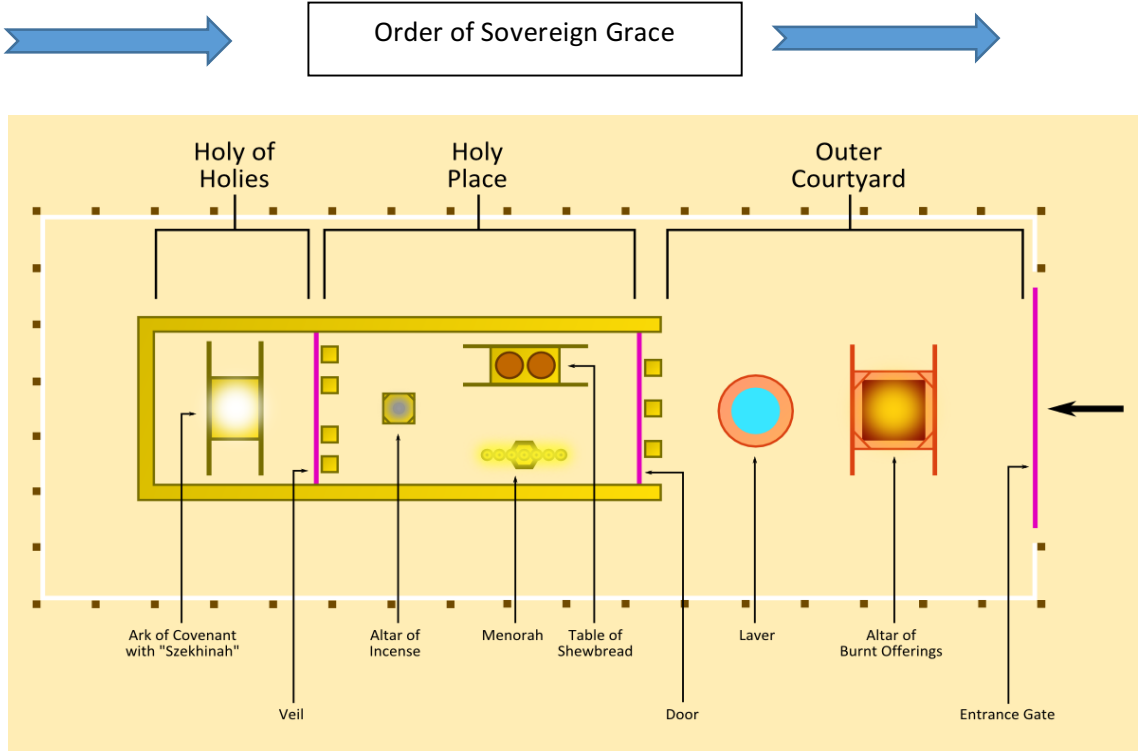 Order of Sovereign Grace
Holy of
Holies
Holy
Place
Outer
Courtyard
Ark of Covenant
with "Szekhinah"
Altar of
Incense
Menorah
Table of
Shewbread
Laver
Altar of
Burnt Offerings
Veil
Door
Entrance Gate